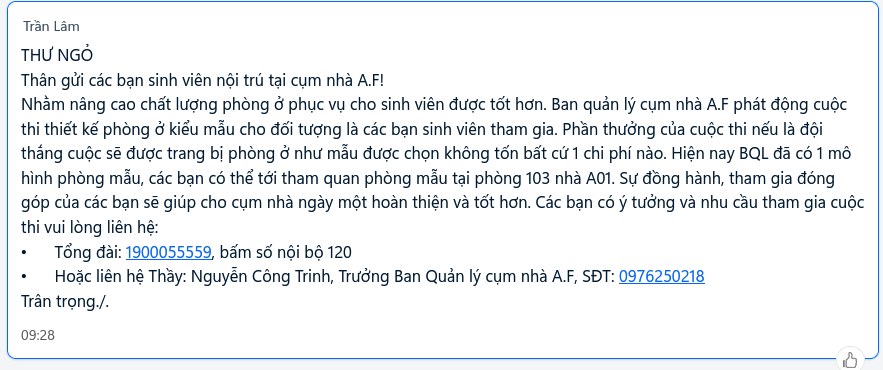 Trần Lâm
THƯ NGỎ
Thân gửi các bạn sinh viên nội trú tại cụm nhà A.F!
Nhằm nâng cao chất lượng phòng ở phục vụ cho sinh viên được tốt hơn. Ban quản lý cụm nhà A.F phát động cuộc
thi thiết kế phòng ở kiểu mẫu cho đối tượng là các bạn sinh viên tham gia. Phần thưởng của cuộc thi nếu là đội
thắng cuộc sẽ được trang bị phòng ở như mẫu được chọn không tốn bất cứ 1 chi phí nào. Hiện nay BQL đã có 1 mô
hình phòng mẫu, các bạn có thể tới tham quan phòng mẫu tại phòng 103 nhà A01. Sự đồng hành, tham gia đóng
góp của các bạn sẽ giúp cho cụm nhà ngày một hoàn thiện và tốt hơn. Các bạn có ý tưởng và nhu cầu tham gia cuộc
thi vui lòng liên hệ:
• Tổng đài: 1900055559, bấm số nội bộ 120
• Hoặc liên hệ Thầy: Nguyễn Công Trinh, Trưởng Ban Quản lý cụm nhà A.F, SĐT: 0976250218
Trân trọng./.
09:28